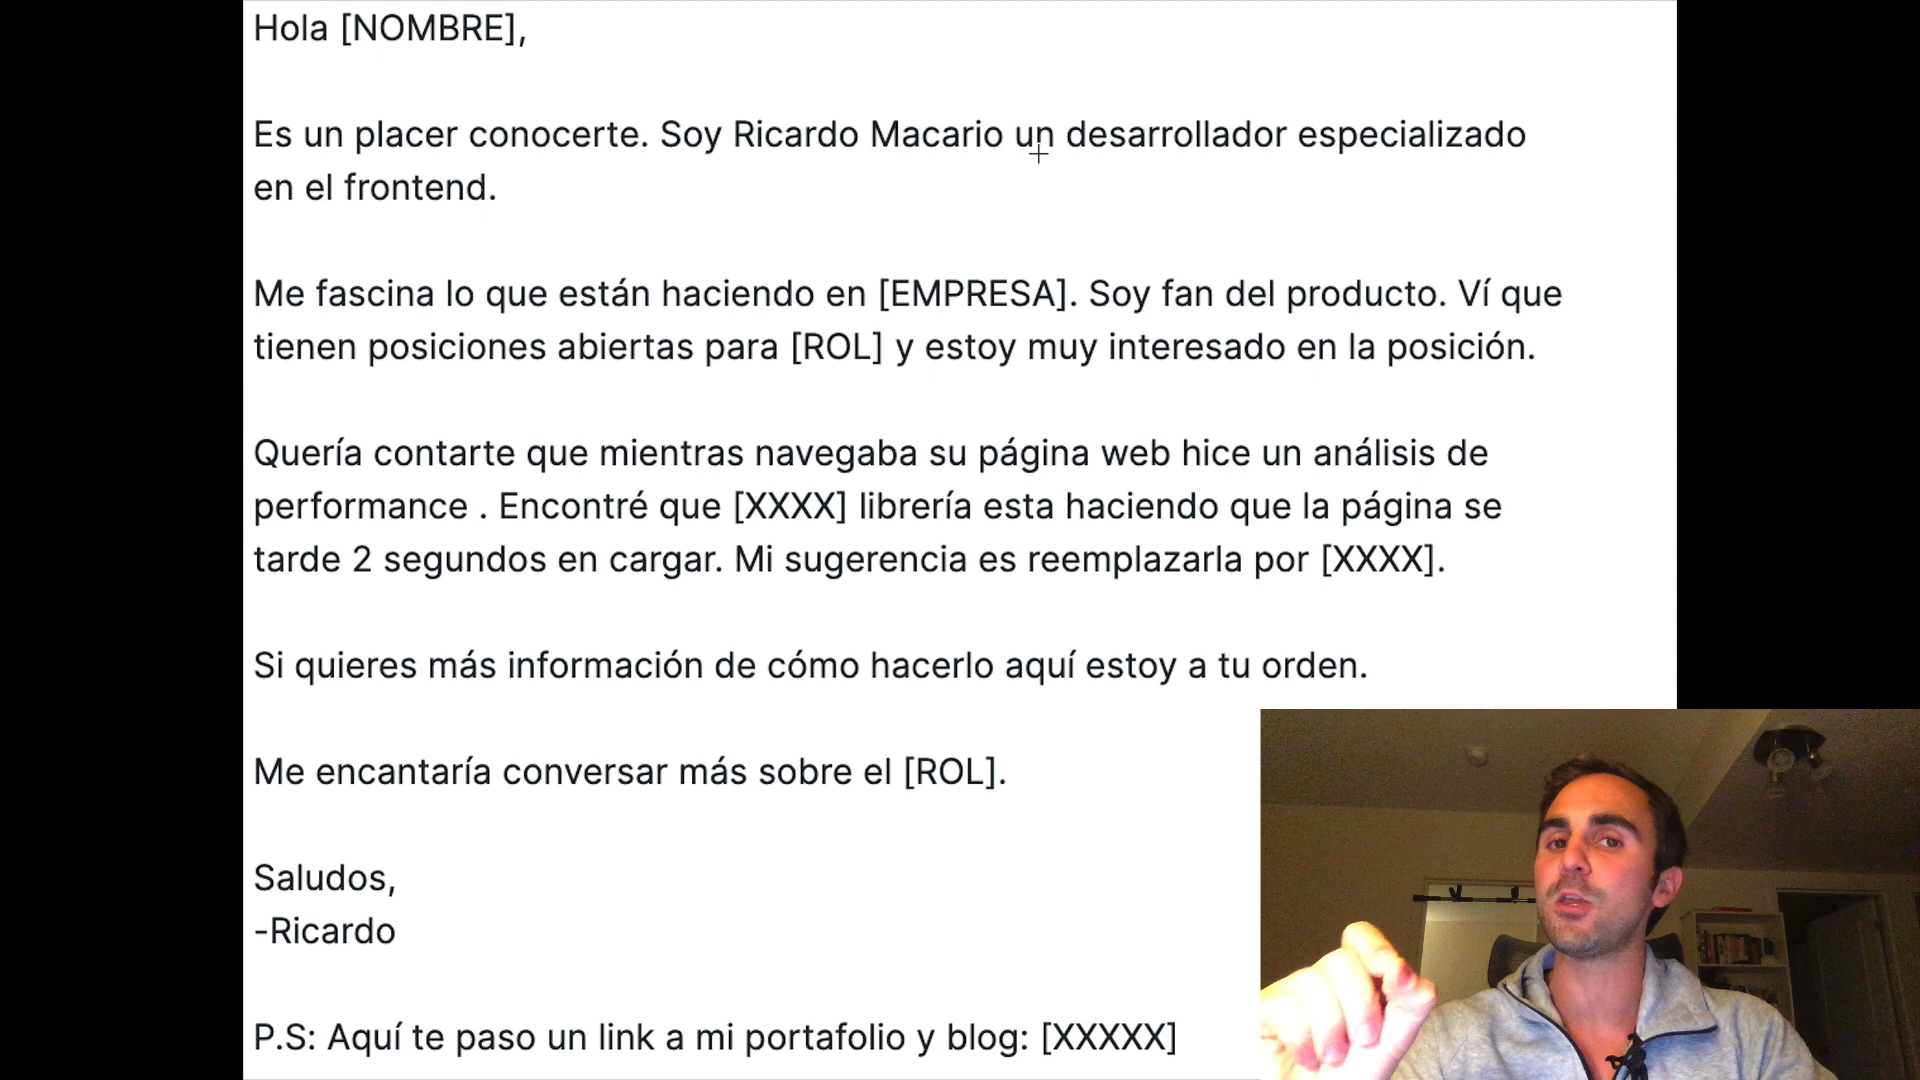 Hola [NOMBRE],
Es un placer conocerte. Soy Ricardo Macario un desarrollador especializado
en el frontend.
Me fascina lo que están haciendo en [EMPRESA]. Soy fan del producto. Ví que
tienen posiciones abiertas para [ROL] y estoy muy interesado en la posición.
Quería contarte que mientras navegaba su página web hice un análisis de
performance . Encontré que [XXXX] librería esta haciendo que la página se
tarde 2 segundos en cargar. Mi sugerencia es reemplazarla por [XXXX].
Si quieres más información de cómo hacerlo aquí estoy a tu orden.
Me encantaría conversar más sobre el [ROL].
Saludos,
-Ricardo
P.S: Aquí te paso un link a mi portafolio y blog: [XXXXX]